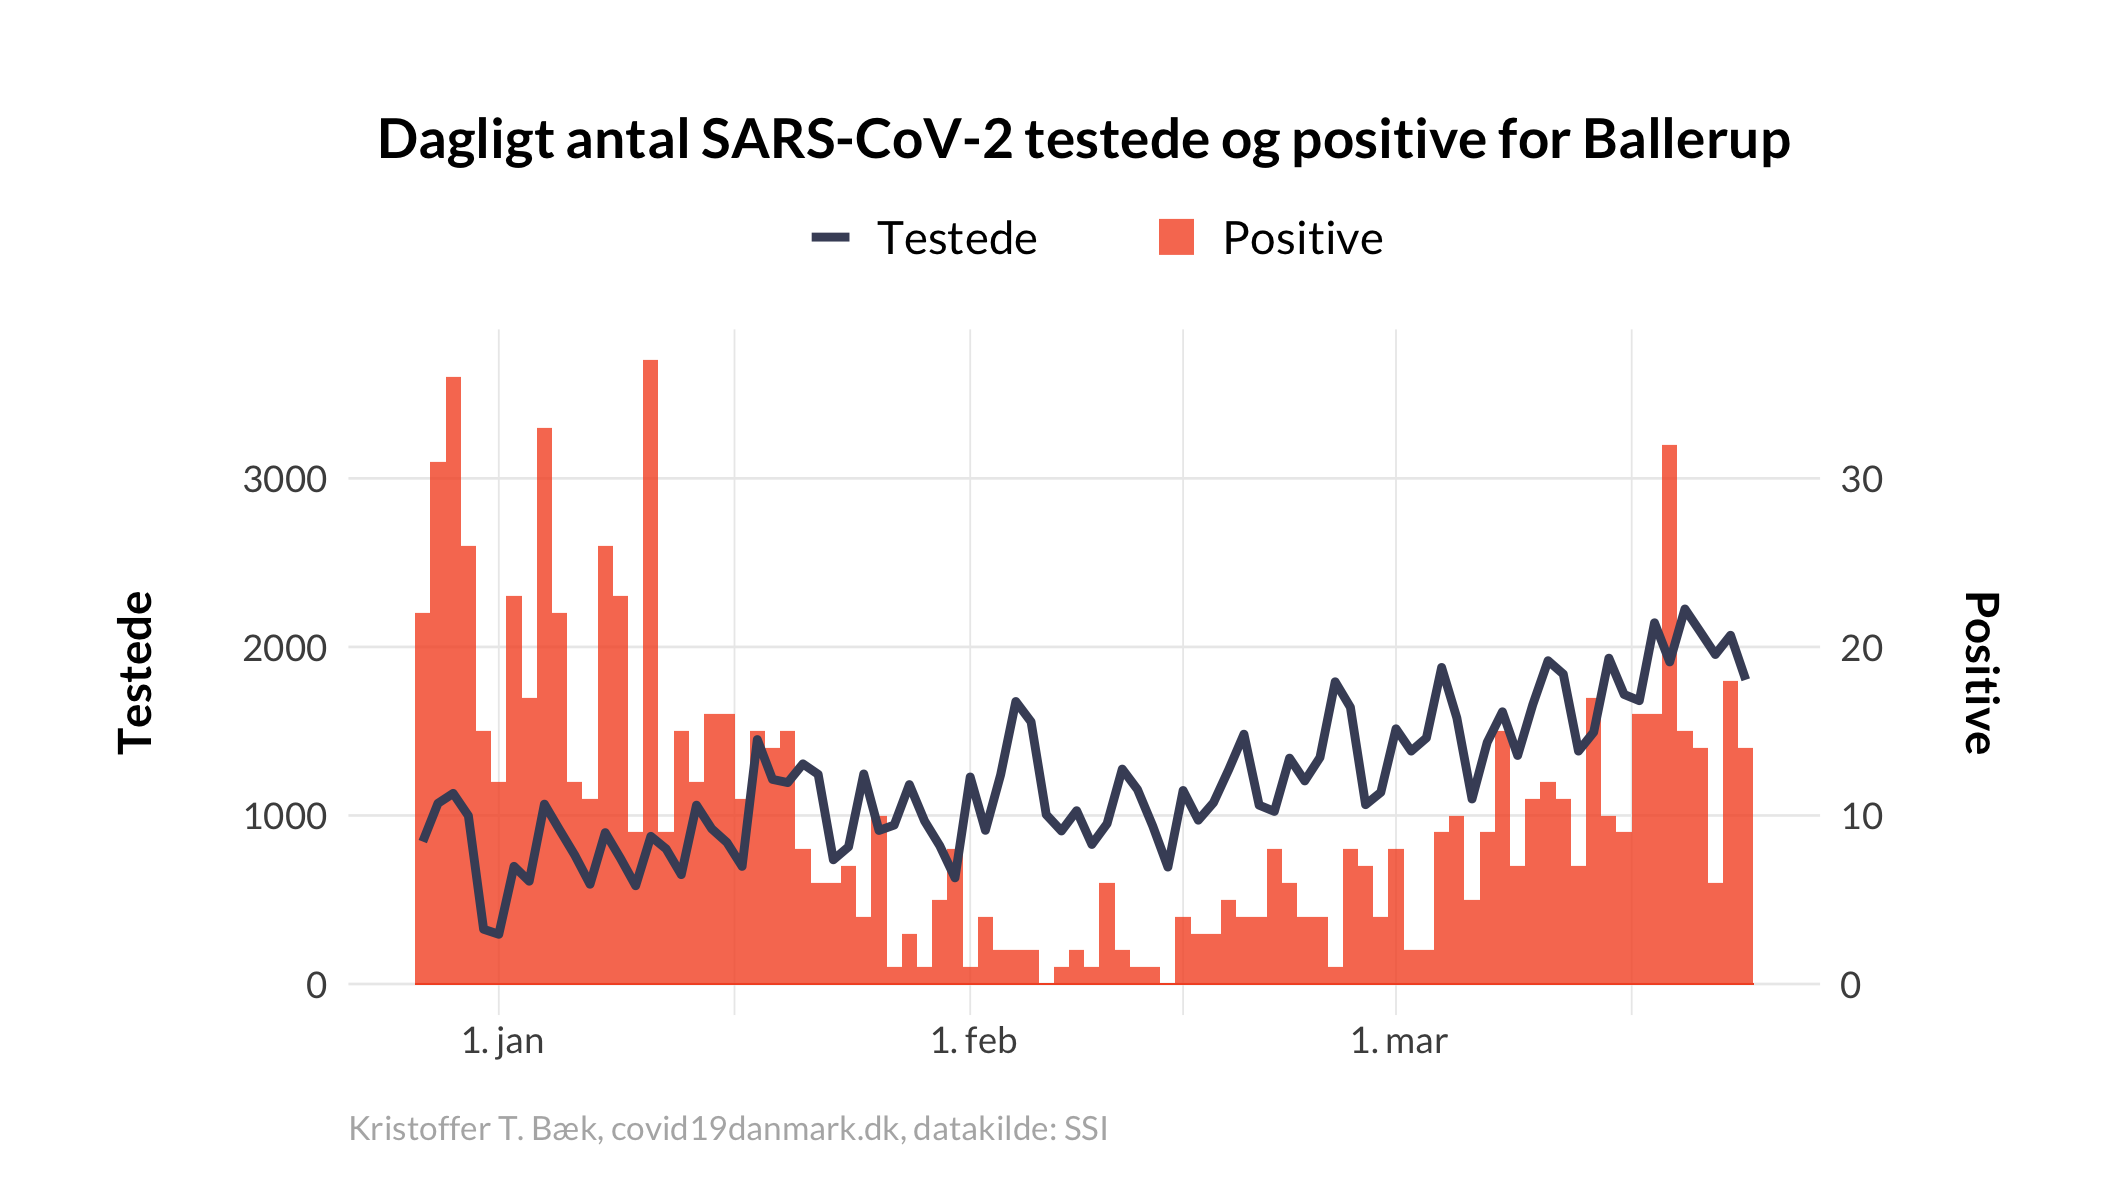 Dagligt antal SARS-CoV-2 testede og positive for Ballerup
Testede Positive
3000 30
2000 20
1000 10
0 0
Testede
Positive
1. jan 1. feb 1. mar
Kristoffer T. Bæk, covid19danmark.dk, datakilde: SSI